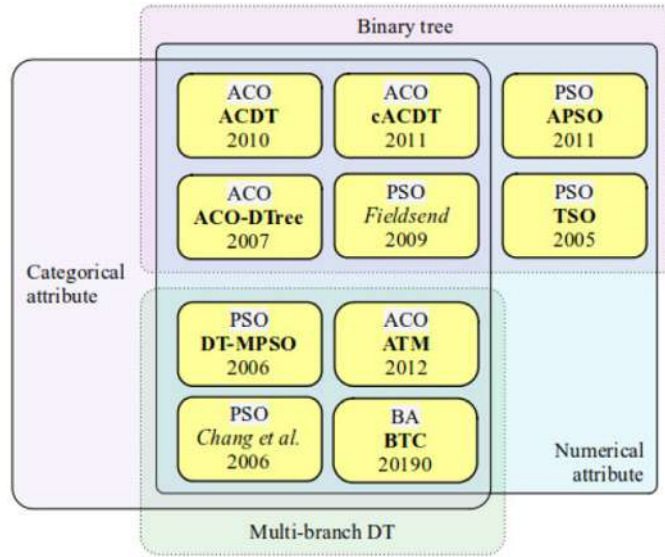 Binary tree
ACO
ACDT
2010
ACO
cACDT
2011
PSO
APSO
2011
ACO
ACO-DTree
2007
PSO
Fieldsend
2009
PSO
TSO
2005
Categorical
attribute
PSO
DT-MPSO
2006
ACO
ATM
2012
PSO
Chang et al.
2006
BA
BTC
20190
Numerical
attribute
Multi-branch DT